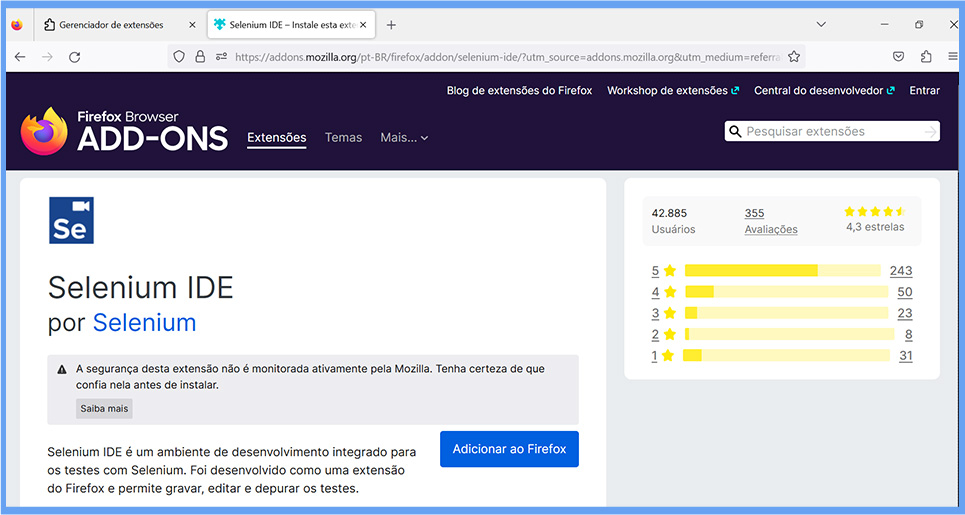 Gerenciador de extensões
Selenium IDE – Instale esta exte
https://addons.mozilla.org/pt-BR/firefox/addon/selenium-ide/?utm_source=addons.mozilla.org&utm_medium=referra
Blog de extensões do Firefox Workshop de extensões Central do desenvolvedor Entrar
Firefox Browser
ADD-ONS
Extensões Temas Mais...
Pesquisar extensões
Se
Selenium IDE
por Selenium
A segurança desta extensão não é monitorada ativamente pela Mozilla. Tenha certeza de que
confia nela antes de instalar.
Saiba mais
Selenium IDE é um ambiente de desenvolvimento integrado para
os testes com Selenium. Foi desenvolvido como uma extensão
do Firefox e permite gravar, editar e depurar os testes.
Adicionar ao Firefox
42.885 355
Usuários Avaliações 4,3 estrelas
5 243
4 50
3 23
2 8
1 31